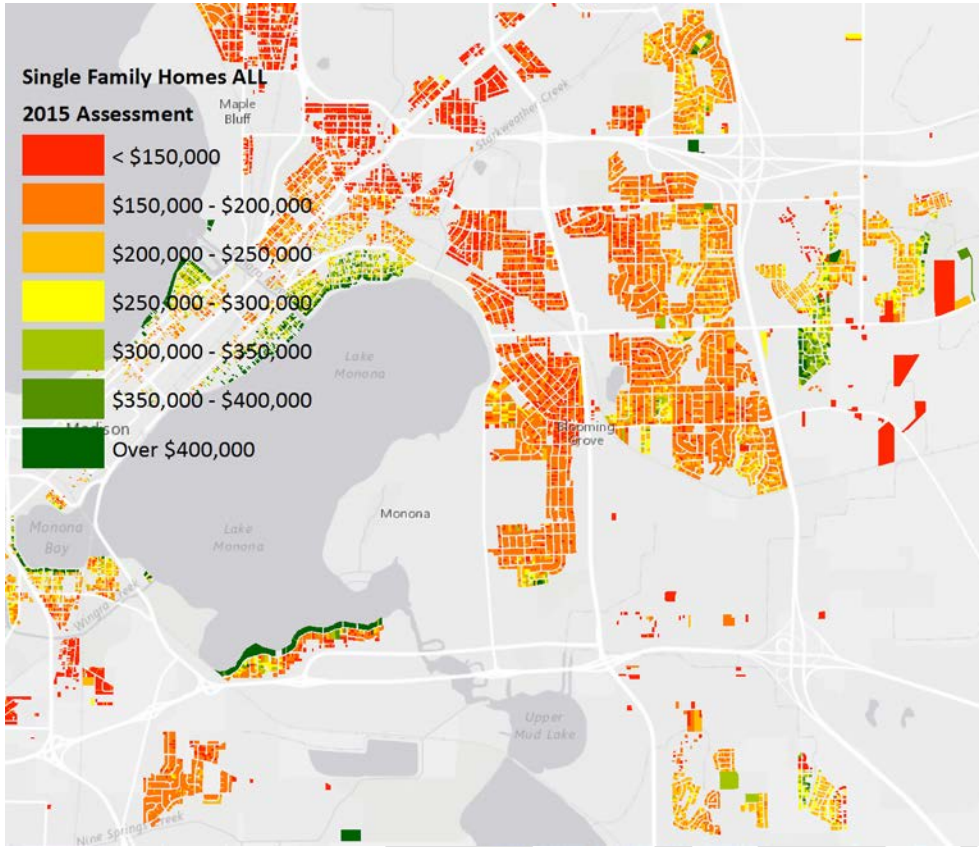 Single Family Homes ALL
2015 Assessment
< $150,000
$150,000 - $200,000
$200,000 - $250,000
$250,000 - $300,000
$300,000 - $350,000
$350,000 - $400,000
Over $400,000
Maple
Bluff
Starkweather Creek
Lake
Monona
Madison
Blooming
Grove
Monona
Monona
Bay
Lake
Monona
Wingra Creek
Upper
Mud Lake
Nine Springs Creek